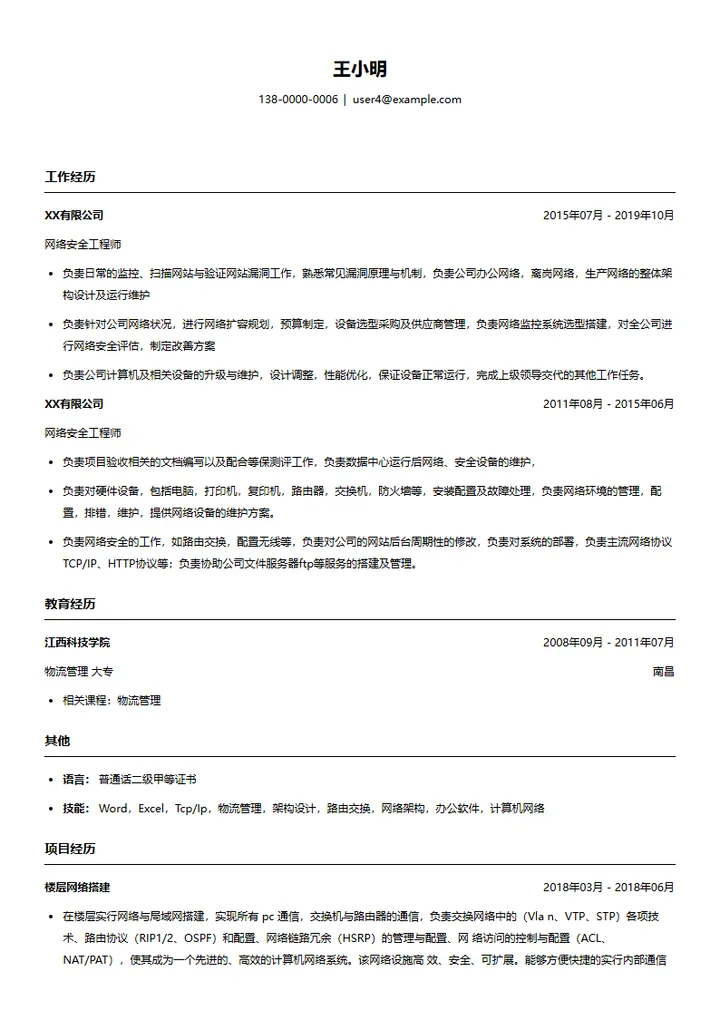 王小明
138-0000-0006 | user4@example.com
工作经历
XX有限公司 2015年07月 - 2019年10月
网络安全工程师
• 负责日常的监控、扫描网站与验证网站漏洞工作，熟悉常见漏洞原理与机制，负责公司办公网络，离岗网络，生产网络的整体架
构设计及运行维护
• 负责针对公司网络状况，进行网络扩容规划，预算制定，设备选型采购及供应商管理，负责网络监控系统选型搭建，对全公司进
行网络安全评估，制定改善方案
• 负责公司计算机及相关设备的升级与维护，设计调整，性能优化，保证设备正常运行，完成上级领导交代的其他工作任务。
XX有限公司 2011年08月 - 2015年06月
网络安全工程师
• 负责项目验收相关的文档编写以及配合等保测评工作，负责数据中心运行后网络、安全设备的维护，
• 负责对硬件设备，包括电脑，打印机，复印机，路由器，交换机，防火墙等，安装配置及故障处理，负责网络环境的管理，配
置，排错，维护，提供网络设备的维护方案。
• 负责网络安全的工作，如路由交换，配置无线等，负责对公司的网站后台周期性的修改，负责对系统的部署，负责主流网络协议
TCP/IP、HTTP协议等；负责协助公司文件服务器ftp等服务的搭建及管理。
教育经历
江西科技学院 2008年09月 - 2011年07月
物流管理 大专 南昌
• 相关课程：物流管理
其他
• 语言： 普通话二级甲等证书
• 技能： Word，Excel，Tcp/Ip，物流管理，架构设计，路由交换，网络架构，办公软件，计算机网络
项目经历
楼层网络搭建 2018年03月 - 2018年06月
• 在楼层实行网络与局域网搭建，实现所有 pc 通信，交换机与路由器的通信，负责交换网络中的（Vla n、VTP、STP）各项技
术、路由协议（RIP1/2、OSPF）和配置、网络链路冗余（HSRP）的管理与配置、网 络访问的控制与配置（ACL、
NAT/PAT），使其成为一个先进的、高效的计算机网络系统。该网络设施高 效、安全、可扩展。能够方便快捷的实行内部通信